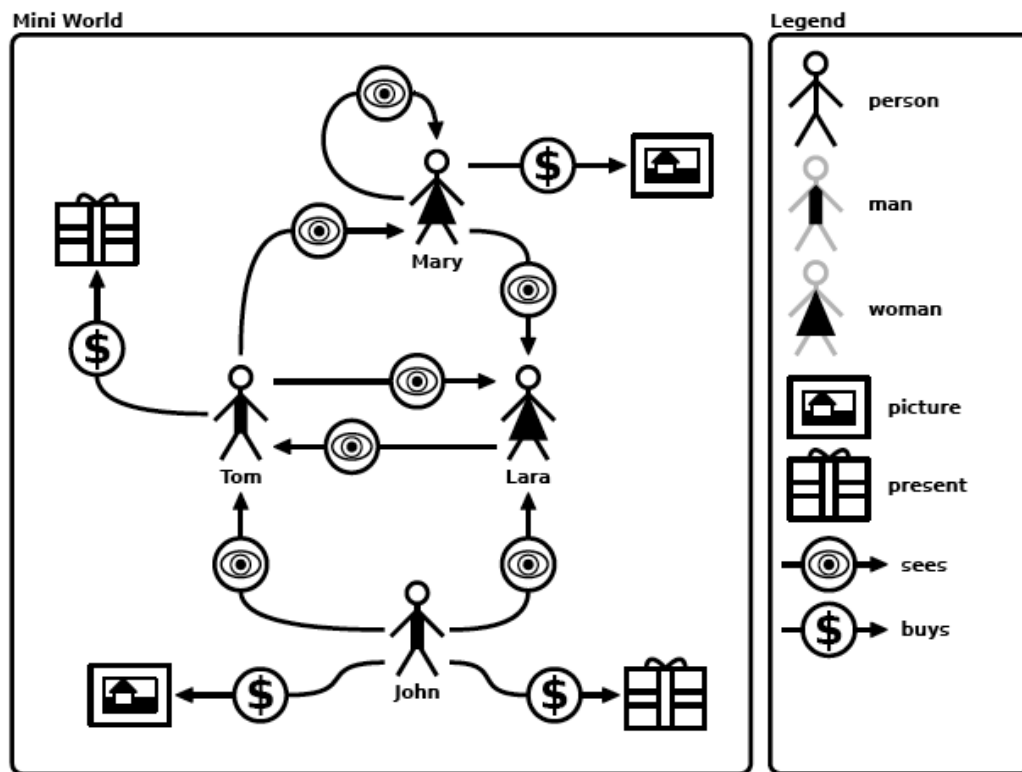 Mini World
Mary
Tom
Lara
John
$
$
$
$
Legend
person
man
woman
picture
present
sees
$ buys